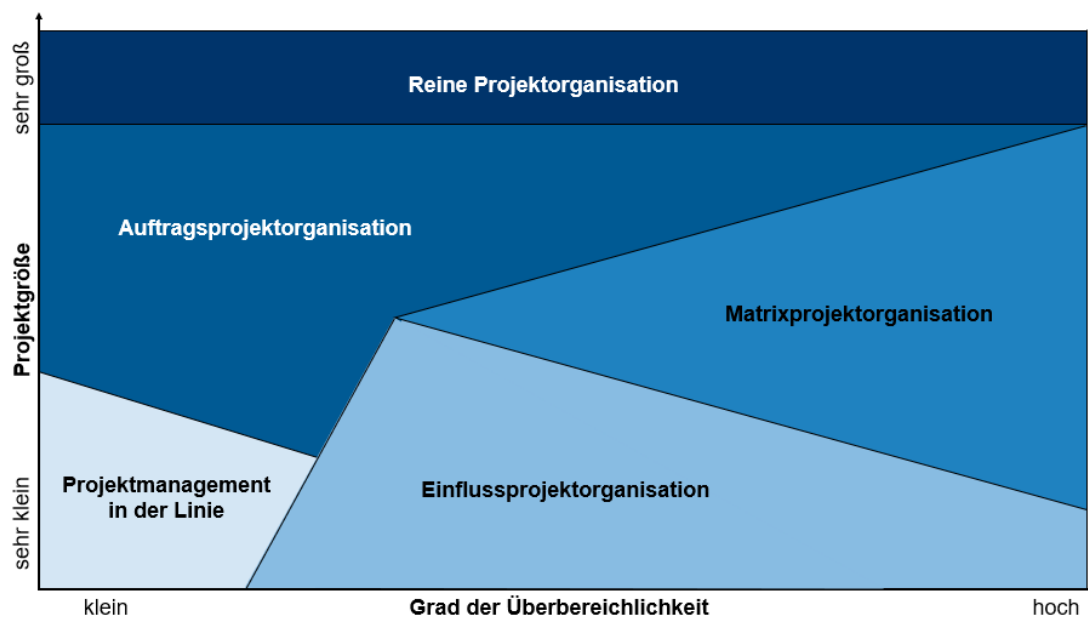 sehr groß
Reine Projektorganisation
Auftragsprojektorganisation
Projektgröße
Matrixprojektorganisation
Projektmanagement
in der Linie
Einflussprojektorganisation
sehr klein
klein
Grad der Überbereichlichkeit
hoch